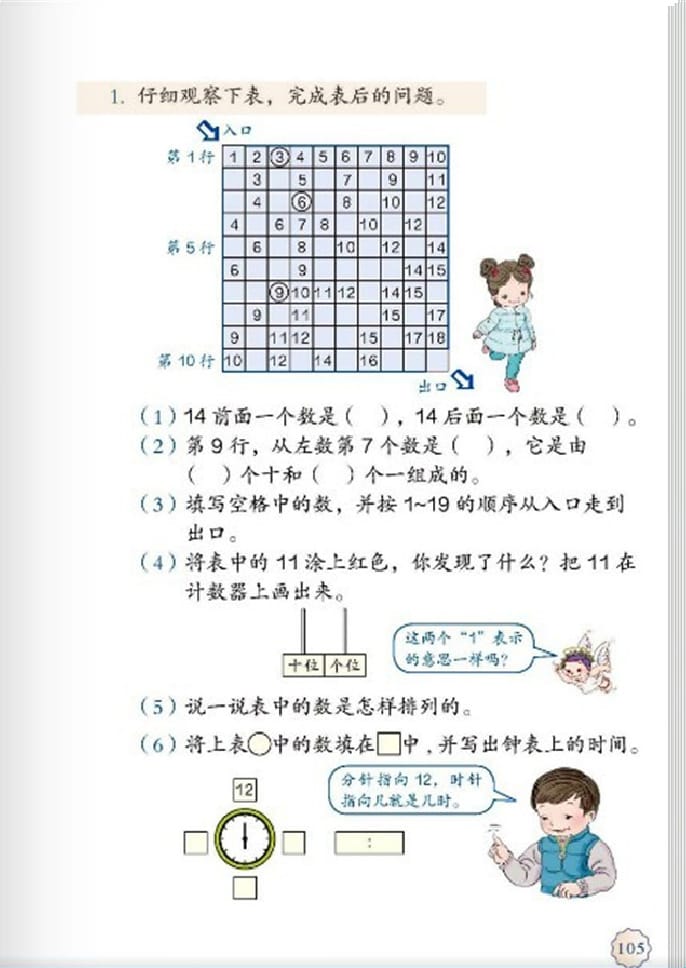 1. 仔细观察下表，完成表后的问题。
入口
第 1 行 1 2 3 4 5 6 7 8 9 10
3 5 7 9 11
4 6 8 10 12
4 6 7 8 10 12
第 5 行 6 8 10 12 14
6 9 14 15
9 10 11 12 14 15
9 11 15 17
9 11 12 15 17 18
第 10 行 10 12 14 16
出口
（1）14 前面一个数是（ ），14 后面一个数是（ ）。
（2）第 9 行，从左数第 7 个数是（ ），它是由
（ ）个十和（ ）个一组成的。
（3）填写空格中的数，并按 1~19 的顺序从入口走到
出口。
（4）将表中的 11 涂上红色，你发现了什么？把 11 在
计数器上画出来。
十位 个位
这两个“1”表示
的意思一样吗？
（5）说一说表中的数是怎样排列的。
（6）将上表○中的数填在□中，并写出钟表上的时间。
分针指向 12，时针
指向几就是几时。
12
:
105